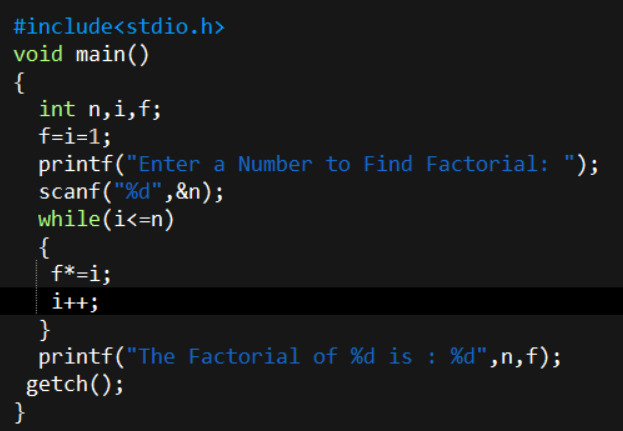 #include<stdio.h>
void main()
{
  int n,i,f;
  f=i=1;
  printf("Enter a Number to Find Factorial: ");
  scanf("%d",&n);
  while(i<=n)
  {
   f*=i;
   i++;
  }
  printf("The Factorial of %d is : %d",n,f);
 getch();
}